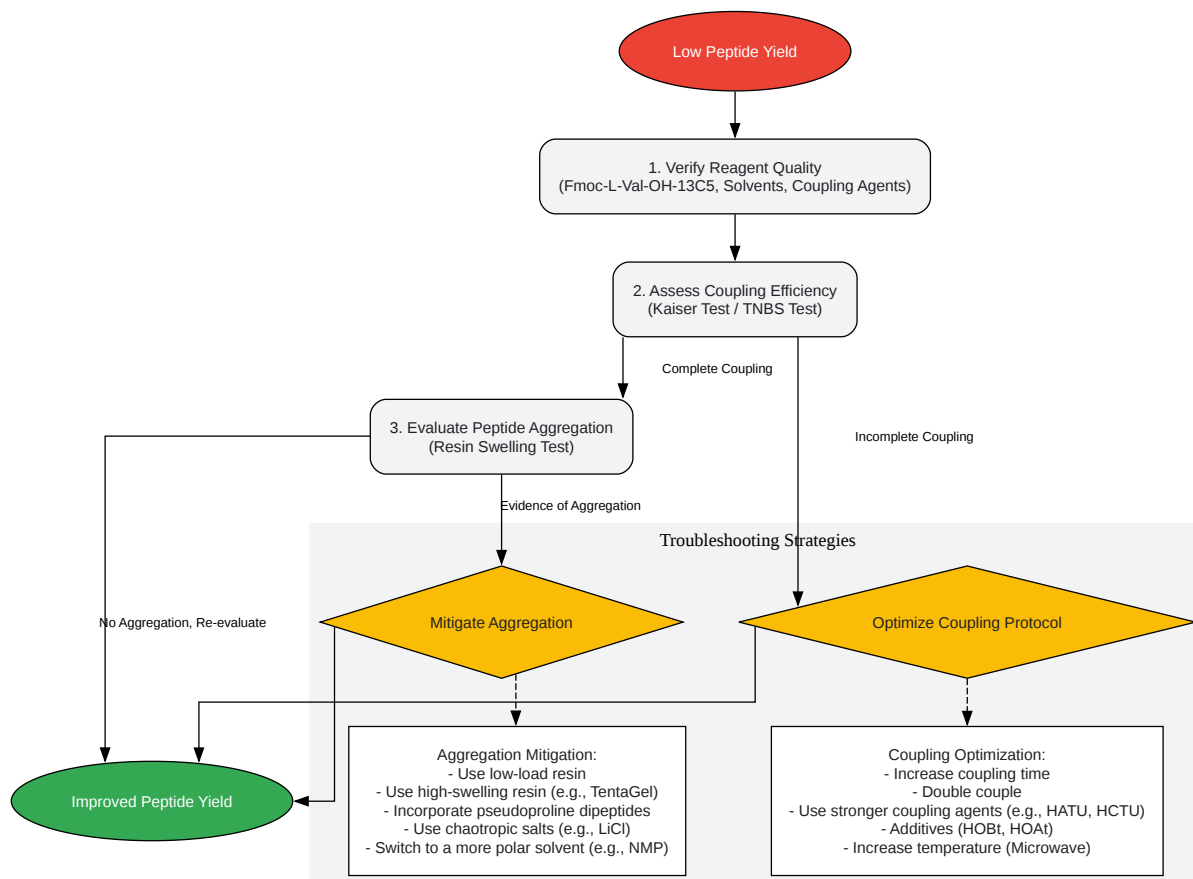 Low Peptide Yield
1. Verify Reagent Quality
(Fmoc-L-Val-OH-13C5, Solvents, Coupling Agents)
2. Assess Coupling Efficiency
(Kaiser Test / TNBS Test)
Complete Coupling
3. Evaluate Peptide Aggregation
(Resin Swelling Test)
Incomplete Coupling
Evidence of Aggregation
Troubleshooting Strategies
No Aggregation, Re-evaluate
Mitigate Aggregation
Optimize Coupling Protocol
Improved Peptide Yield
Aggregation Mitigation:
- Use low-load resin
- Use high-swelling resin (e.g., TentaGel)
- Incorporate pseudoproline dipeptides
- Use chaotropic salts (e.g., LiCl)
- Switch to a more polar solvent (e.g., NMP)
Coupling Optimization:
- Increase coupling time
- Double couple
- Use stronger coupling agents (e.g., HATU, HCTU)
- Additives (HOBt, HOAt)
- Increase temperature (Microwave)